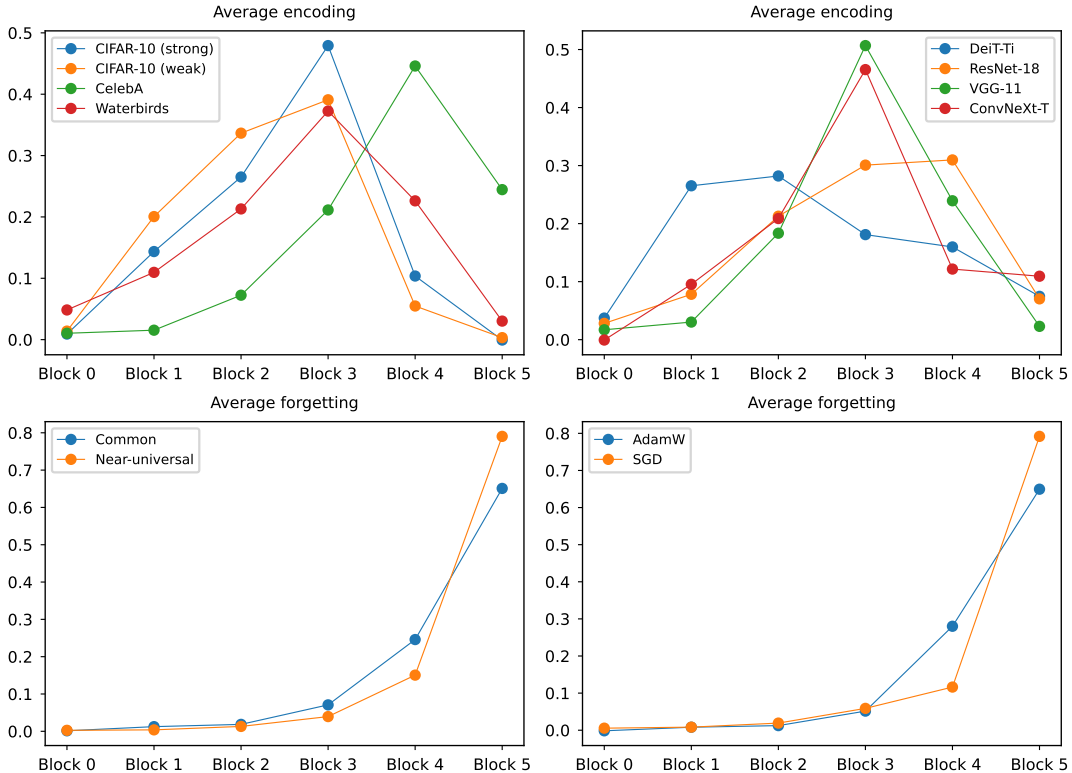 Average encoding
0.5
0.4
0.3
0.2
0.1
0.0
CIFAR-10 (strong)
CIFAR-10 (weak)
CelebA
Waterbirds
Block 0 Block 1 Block 2 Block 3 Block 4 Block 5
Average encoding
0.5
0.4
0.3
0.2
0.1
0.0
DeiT-Ti
ResNet-18
VGG-11
ConvNeXt-T
Block 0 Block 1 Block 2 Block 3 Block 4 Block 5
Average forgetting
0.8
0.7
0.6
0.5
0.4
0.3
0.2
0.1
0.0
Common
Near-universal
Block 0 Block 1 Block 2 Block 3 Block 4 Block 5
Average forgetting
0.8
0.7
0.6
0.5
0.4
0.3
0.2
0.1
0.0
AdamW
SGD
Block 0 Block 1 Block 2 Block 3 Block 4 Block 5